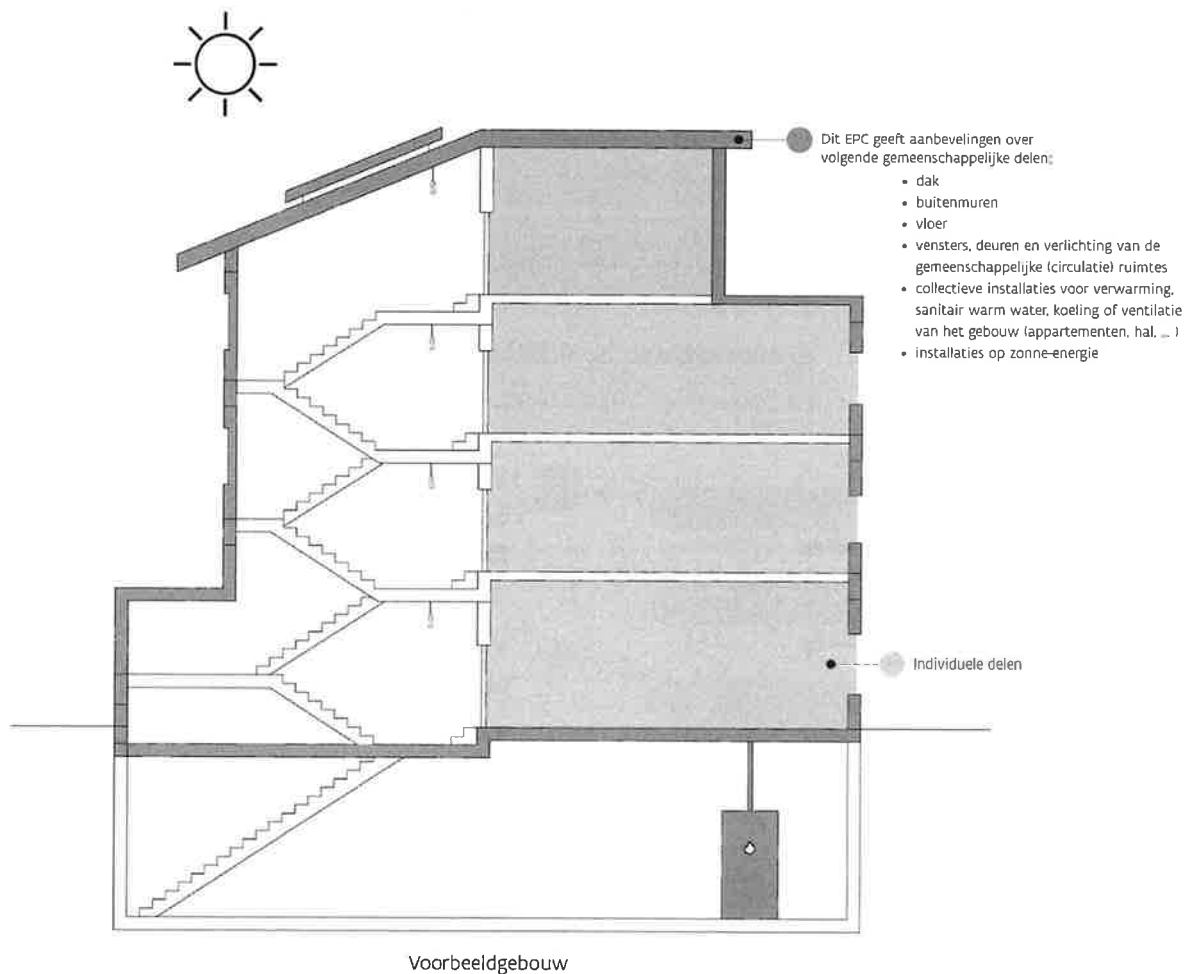 Dit EPC geeft aanbevelingen over
volgende gemeenschappelijke delen:
• dak
• buitenmuren
• vloer
• vensters, deuren en verlichting van de
gemeenschappelijke (circulatie) ruimtes
• collectieve installaties voor verwarming,
sanitair warm water, koeling of ventilatie
van het gebouw (appartementen, hal, ... )
• installaties op zonne-energie
Individuele delen
Voorbeeldgebouw